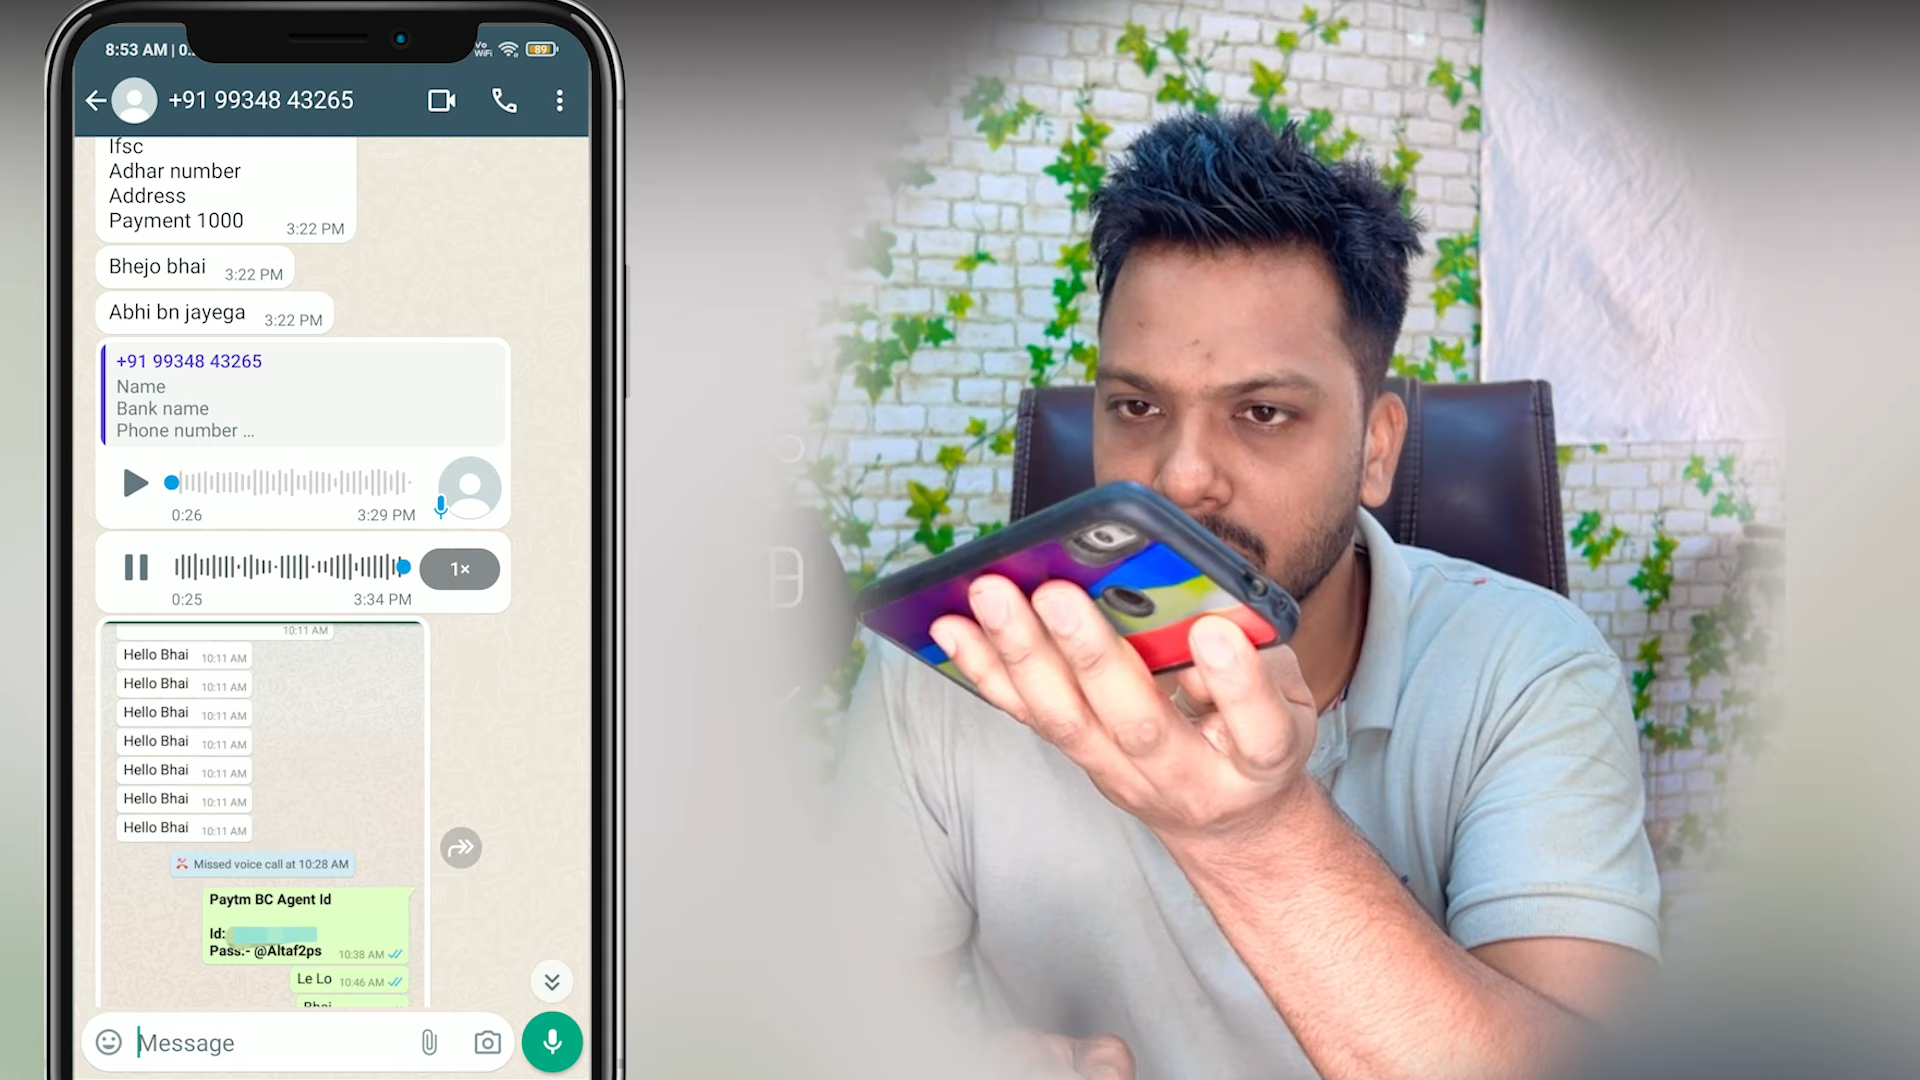 8:53 AM | 0..
Vo
WiFi
89
+91 99348 43265
Ifsc
Adhar number
Address
Payment 1000
3:22 PM
Bhejo bhai 3:22 PM
Abhi bn jayega 3:22 PM
+91 99348 43265
Name
Bank name
Phone number ...
0:26 3:29 PM
1×
0:25 3:34 PM
10:11 AM
Hello Bhai 10:11 AM
Hello Bhai 10:11 AM
Hello Bhai 10:11 AM
Hello Bhai 10:11 AM
Hello Bhai 10:11 AM
Hello Bhai 10:11 AM
Hello Bhai 10:11 AM
Missed voice call at 10:28 AM
Paytm BC Agent Id
Id:
Pass:- @Altaf2ps 10:38 AM
Le Lo 10:46 AM
Message